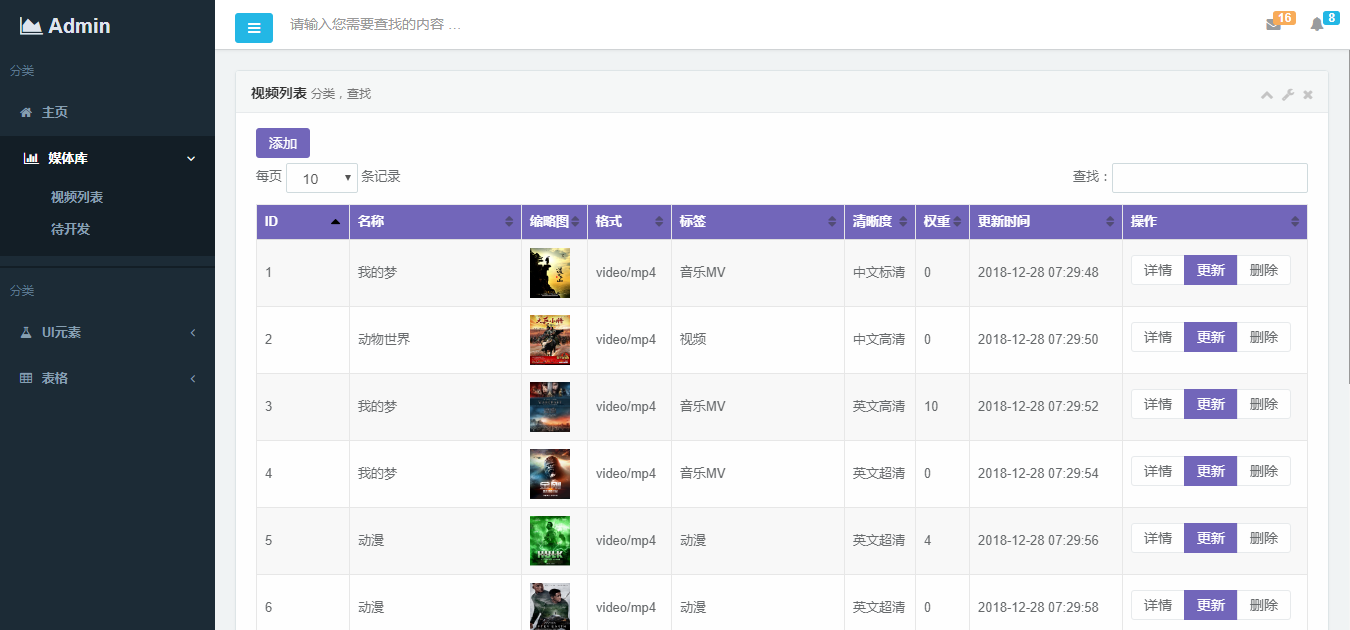 Admin
请输入您需要查找的内容 …
16
8
分类
主页
媒体库
视频列表
待开发
分类
UI元素
表格
视频列表 分类，查找
添加
每页 10 条记录
查找：
ID 名称 缩略图 格式 标签 清晰度 权重 更新时间 操作
1 我的梦 video/mp4 音乐MV 中文标清 0 2018-12-28 07:29:48 详情 更新 删除
2 动物世界 video/mp4 视频 中文高清 0 2018-12-28 07:29:50 详情 更新 删除
3 我的梦 video/mp4 音乐MV 英文高清 10 2018-12-28 07:29:52 详情 更新 删除
4 我的梦 video/mp4 音乐MV 英文超清 0 2018-12-28 07:29:54 详情 更新 删除
5 动漫 video/mp4 动漫 英文超清 4 2018-12-28 07:29:56 详情 更新 删除
6 动漫 video/mp4 动漫 英文超清 0 2018-12-28 07:29:58 详情 更新 删除